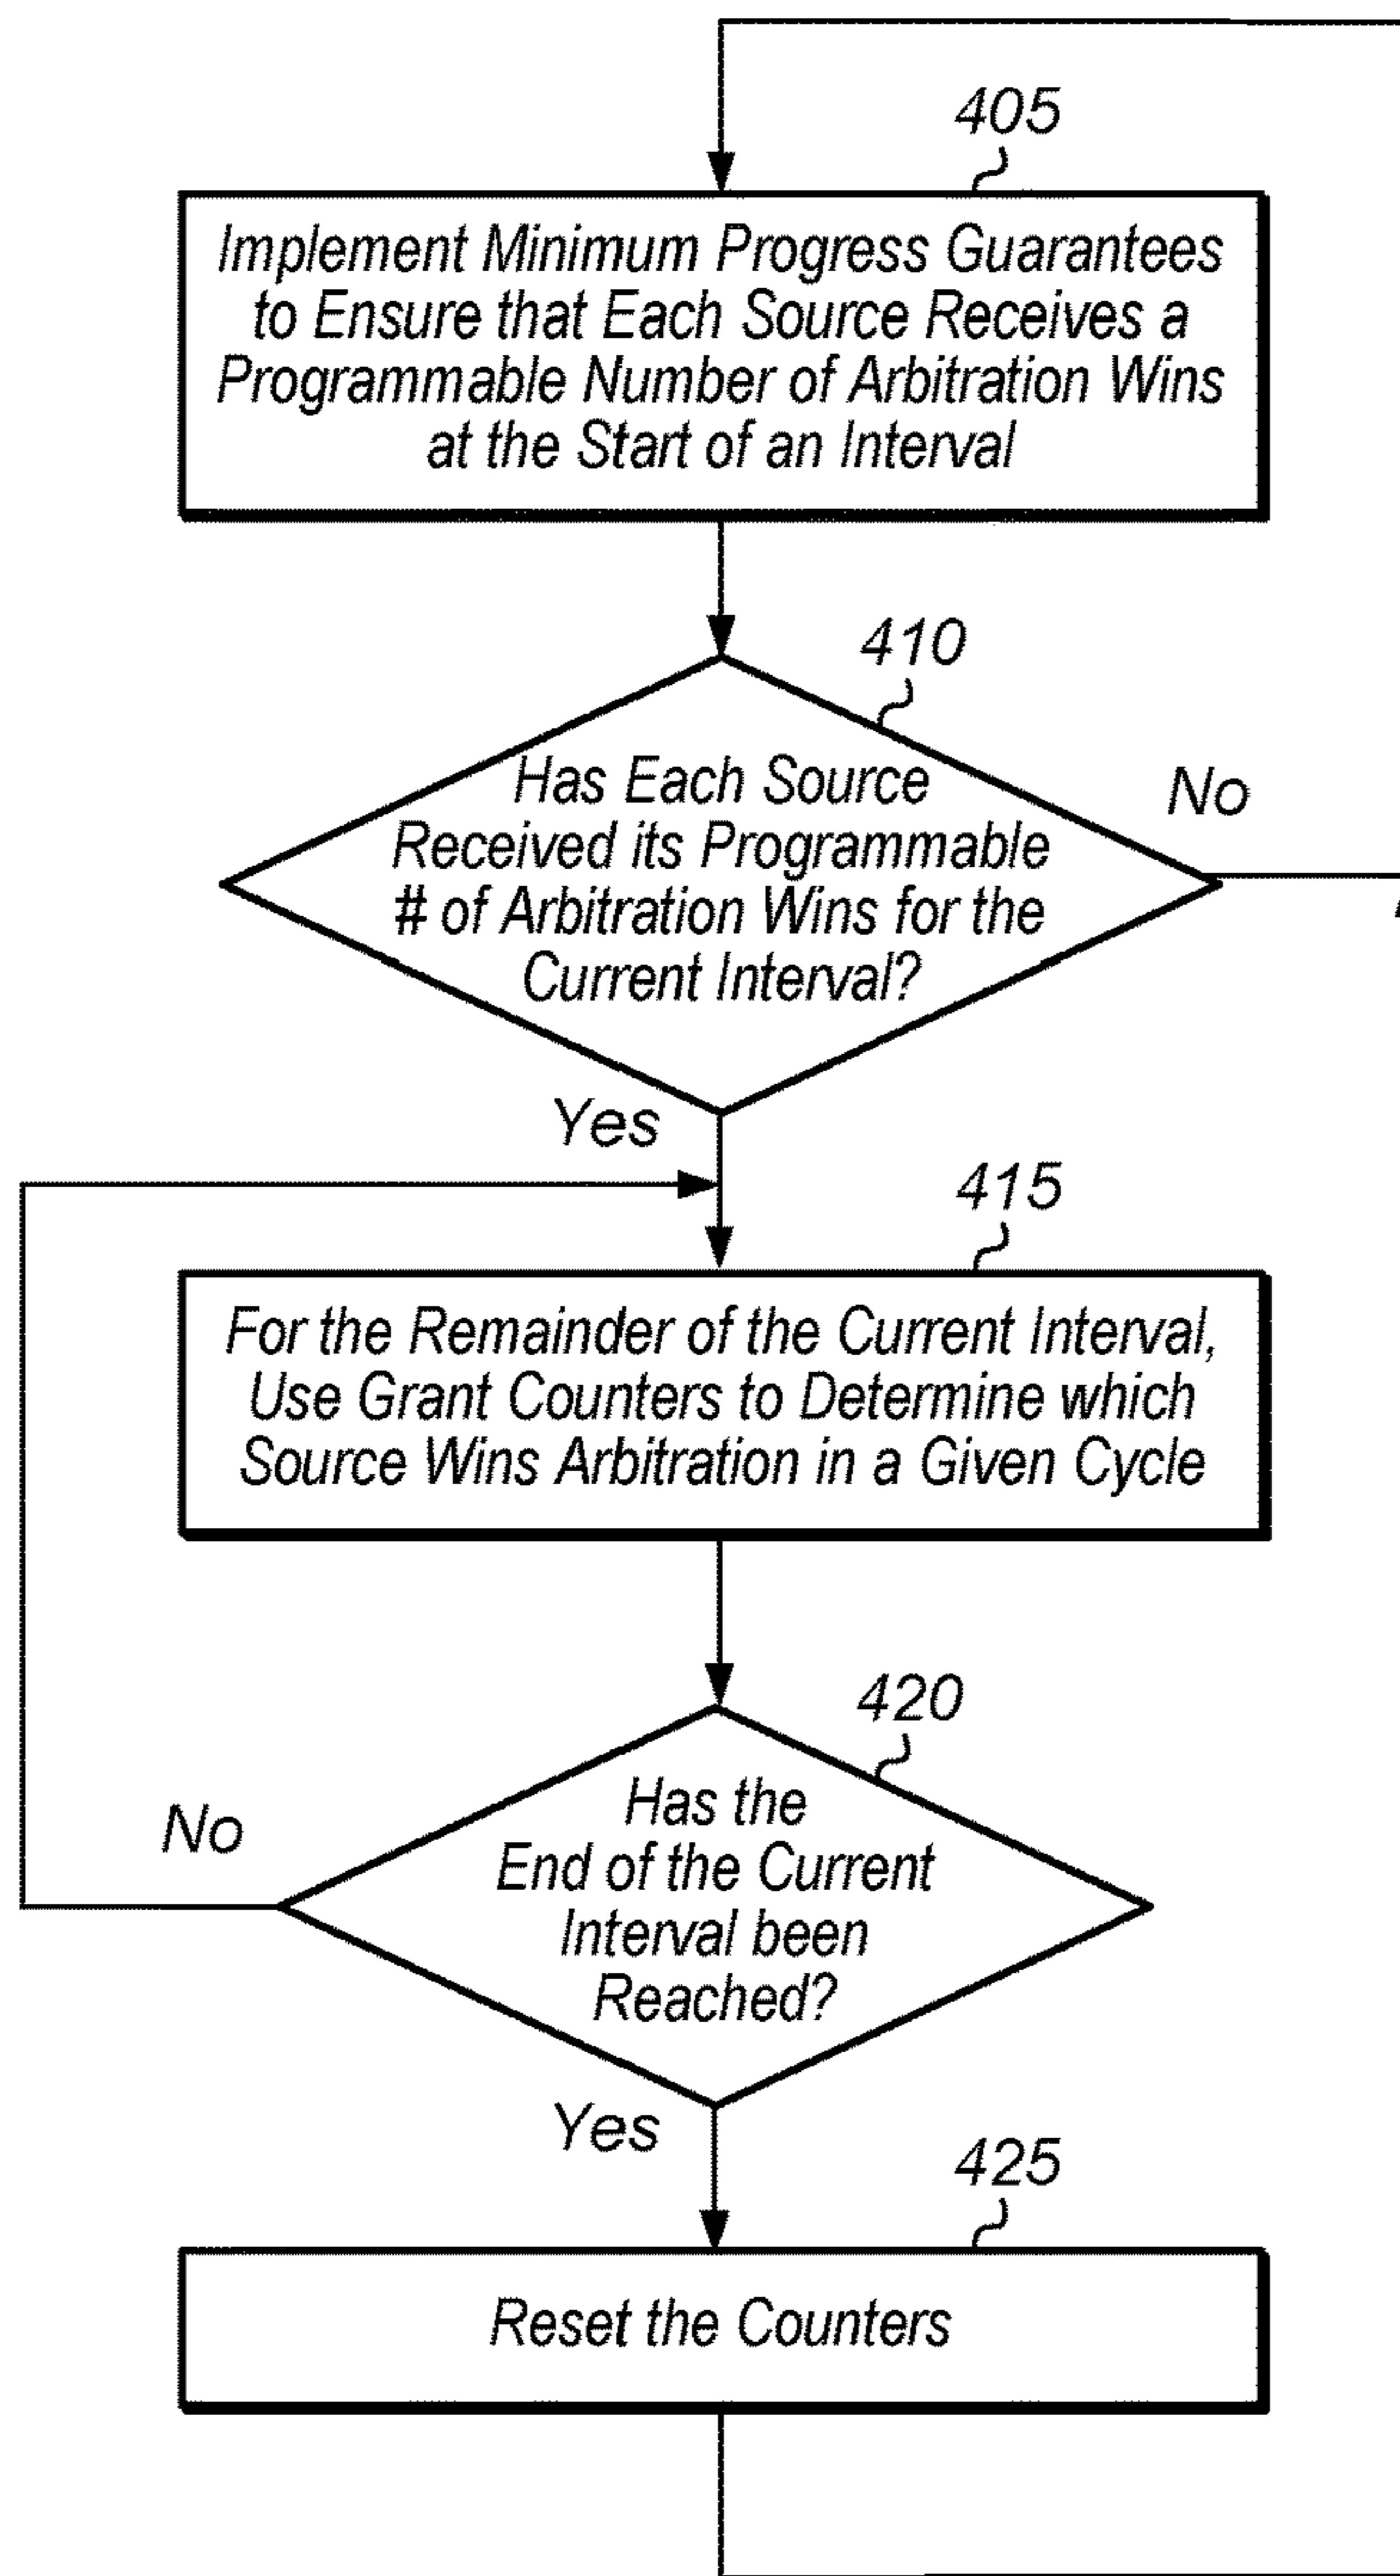 405
Implement Minimum Progress Guarantees
to Ensure that Each Source Receives a
Programmable Number of Arbitration Wins
at the Start of an Interval
410
Has Each Source
Received its Programmable
# of Arbitration Wins for the
Current Interval?
No
Yes
415
For the Remainder of the Current Interval,
Use Grant Counters to Determine which
Source Wins Arbitration in a Given Cycle
420
Has the
End of the Current
Interval been
Reached?
No
Yes
425
Reset the Counters